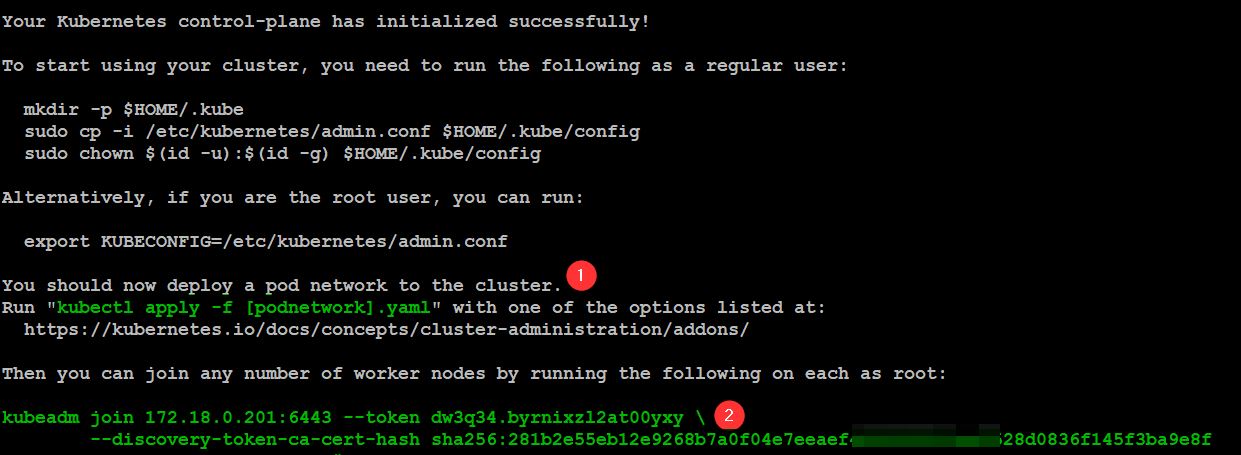 Your Kubernetes control-plane has initialized successfully!
To start using your cluster, you need to run the following as a regular user:
mkdir -p $HOME/.kube
sudo cp -i /etc/kubernetes/admin.conf $HOME/.kube/config
sudo chown $(id -u):$(id -g) $HOME/.kube/config
Alternatively, if you are the root user, you can run:
export KUBECONFIG=/etc/kubernetes/admin.conf
You should now deploy a pod network to the cluster. 1
Run "kubectl apply -f [podnetwork].yaml" with one of the options listed at:
https://kubernetes.io/docs/concepts/cluster-administration/addons/
Then you can join any number of worker nodes by running the following on each as root:
kubeadm join 172.18.0.201:6443 --token dw3q34.byrnixzl2at00yxy \ 2
--discovery-token-ca-cert-hash sha256:281b2e55eb12e9268b7a0f04e7eeaef 528d0836f145f3ba9e8f